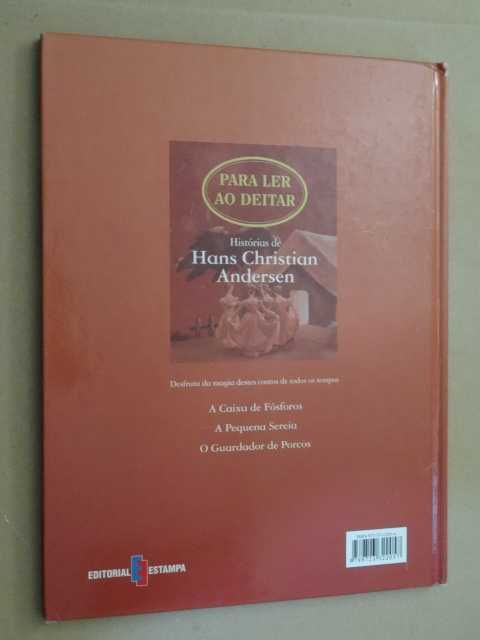 PARA LER
AO DEITAR
Histórias de
Hans Christian
Andersen
Desfruta da magia destes contos de todos os tempos
A Caixa de Fósforos
A Pequena Sereia
O Guardador de Porcos
EDITORIAL ESTAMPA